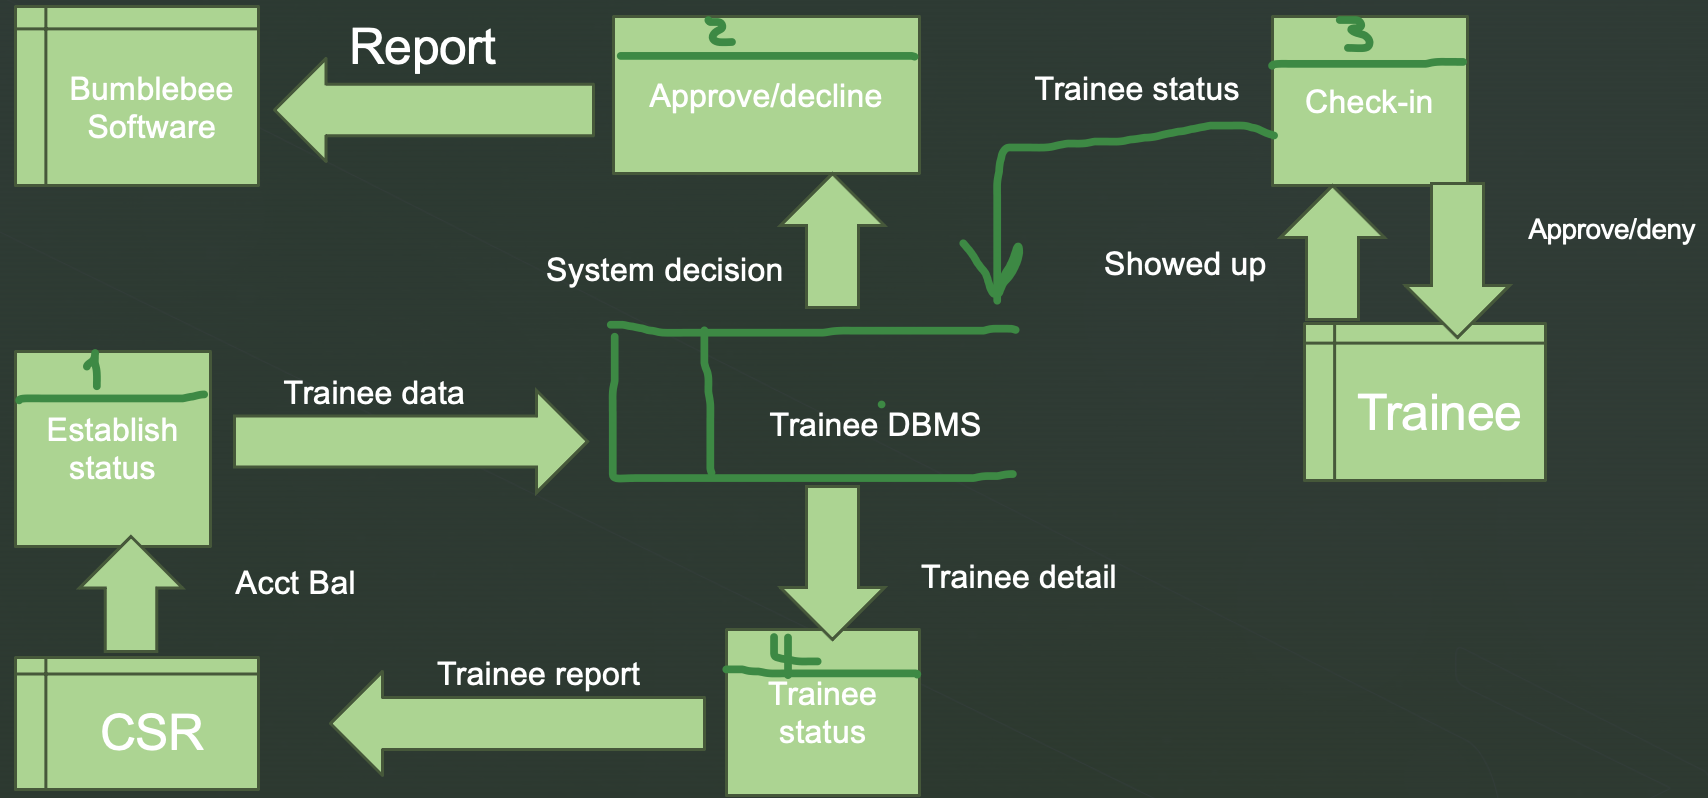 Report
2
3
Bumblebee
Software
Approve/decline
Trainee status
Check-in
System decision
Showed up
Approve/deny
1
Trainee data
Establish
status
Trainee DBMS
Trainee
Acct Bal
Trainee detail
4
Trainee report
Trainee
status
CSR